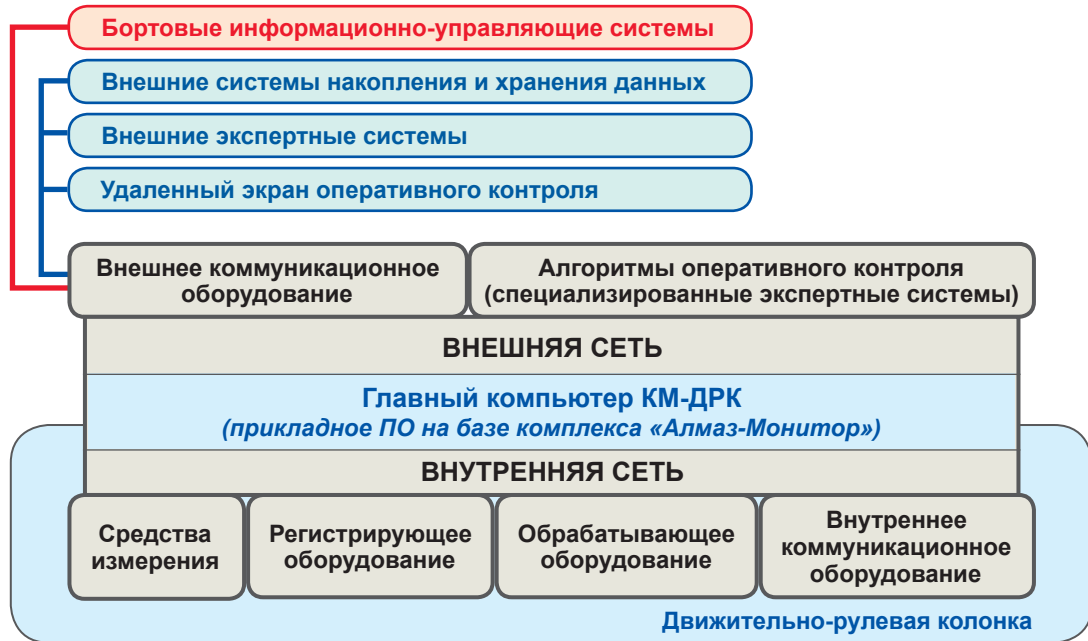 Бортовые информационно-управляющие системы
Внешние системы накопления и хранения данных
Внешние экспертные системы
Удаленный экран оперативного контроля
Внешнее коммуникационное
оборудование
Алгоритмы оперативного контроля
(специализированные экспертные системы)
ВНЕШНЯЯ СЕТЬ
Главный компьютер КМ-ДРК
(прикладное ПО на базе комплекса «Алмаз-Монитор»)
ВНУТРЕННЯЯ СЕТЬ
Средства
измерения
Регистрирующее
оборудование
Обрабатывающее
оборудование
Внутреннее
коммуникационное
оборудование
Движительно-рулевая колонка